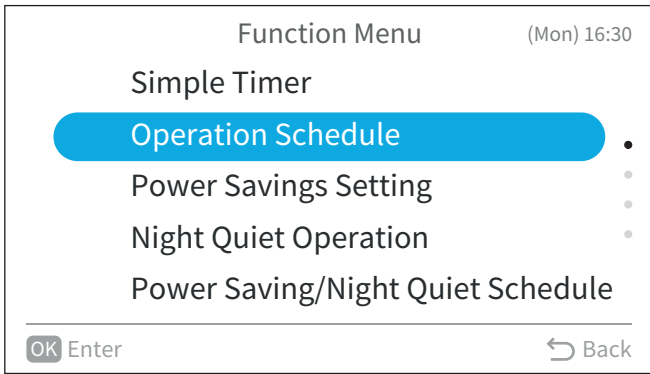 Function Menu (Mon) 16:30
Simple Timer
Operation Schedule
Power Savings Setting
Night Quiet Operation
Power Saving/Night Quiet Schedule
OK Enter Back